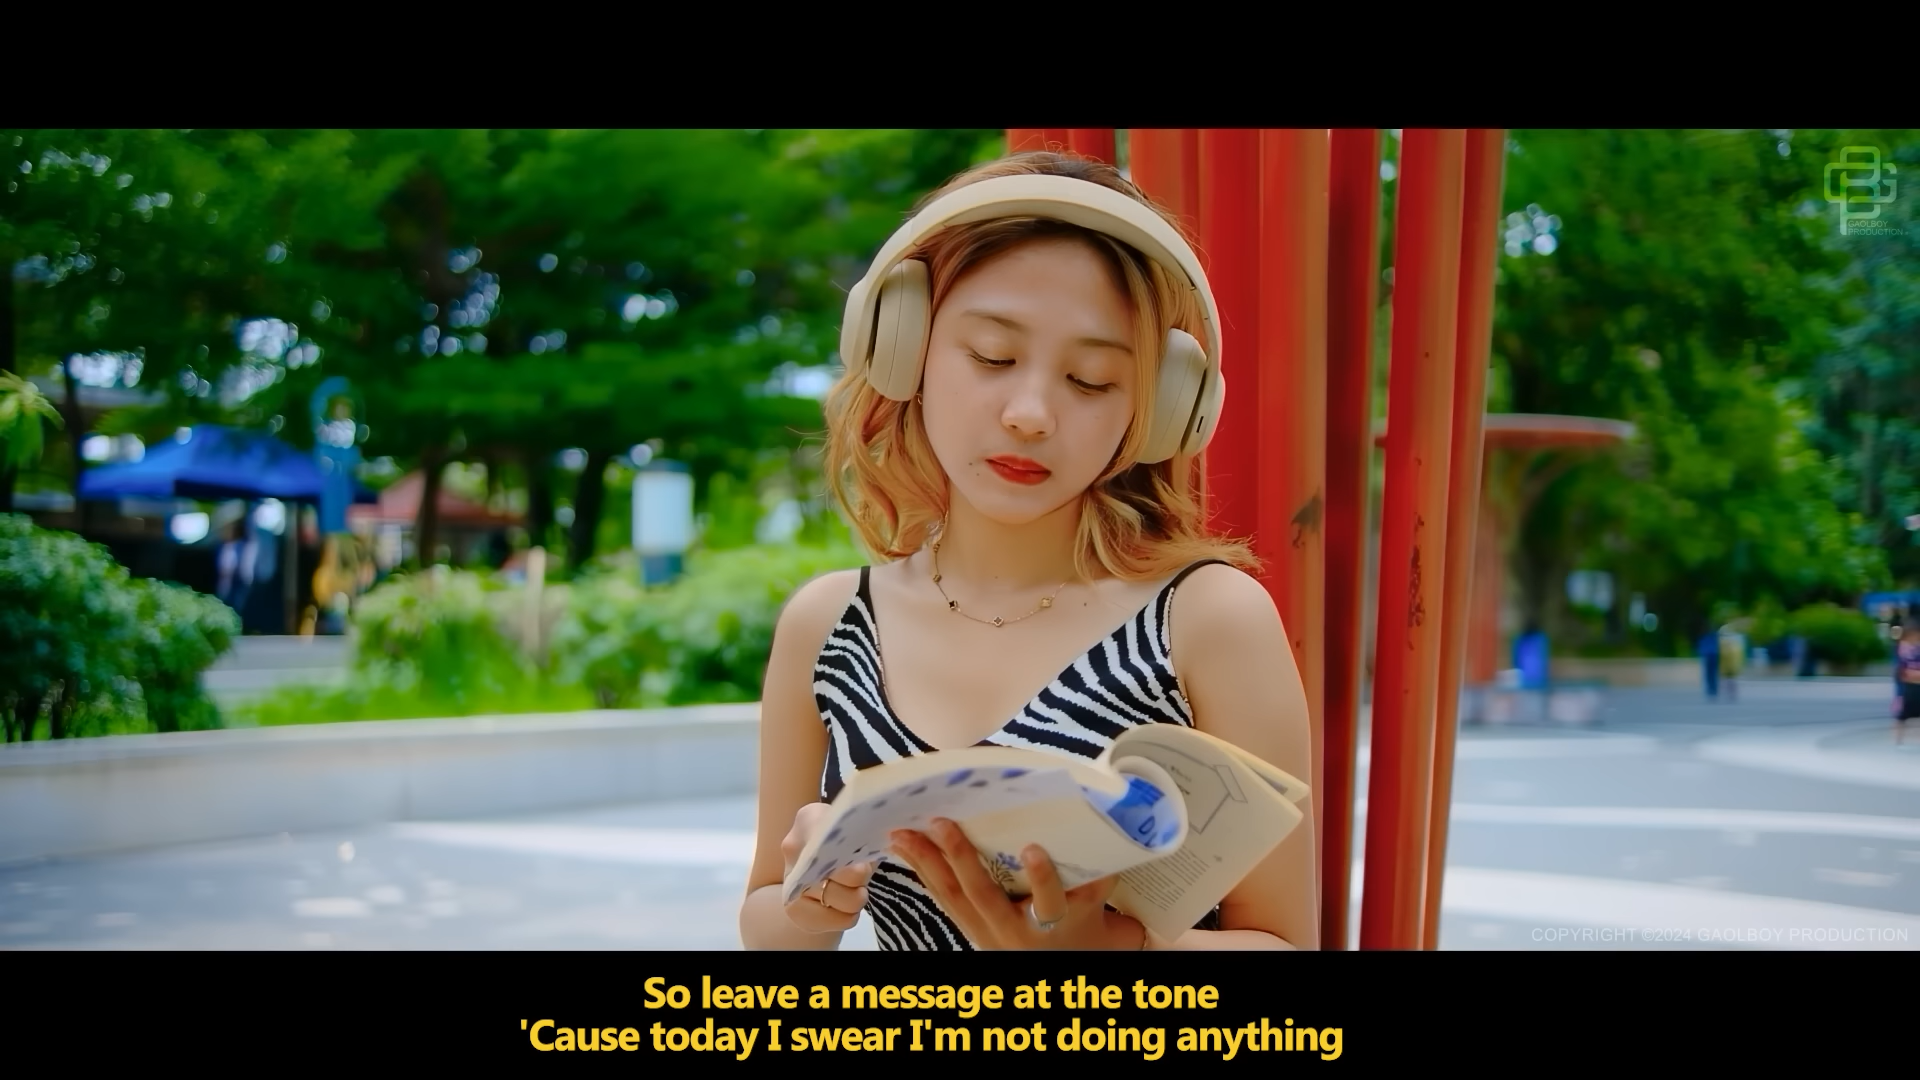 GAOLBOY
PRODUCTION
COPYRIGHT ©2024 GAOLBOY PRODUCTION
So leave a message at the tone
'Cause today I swear I'm not doing anything